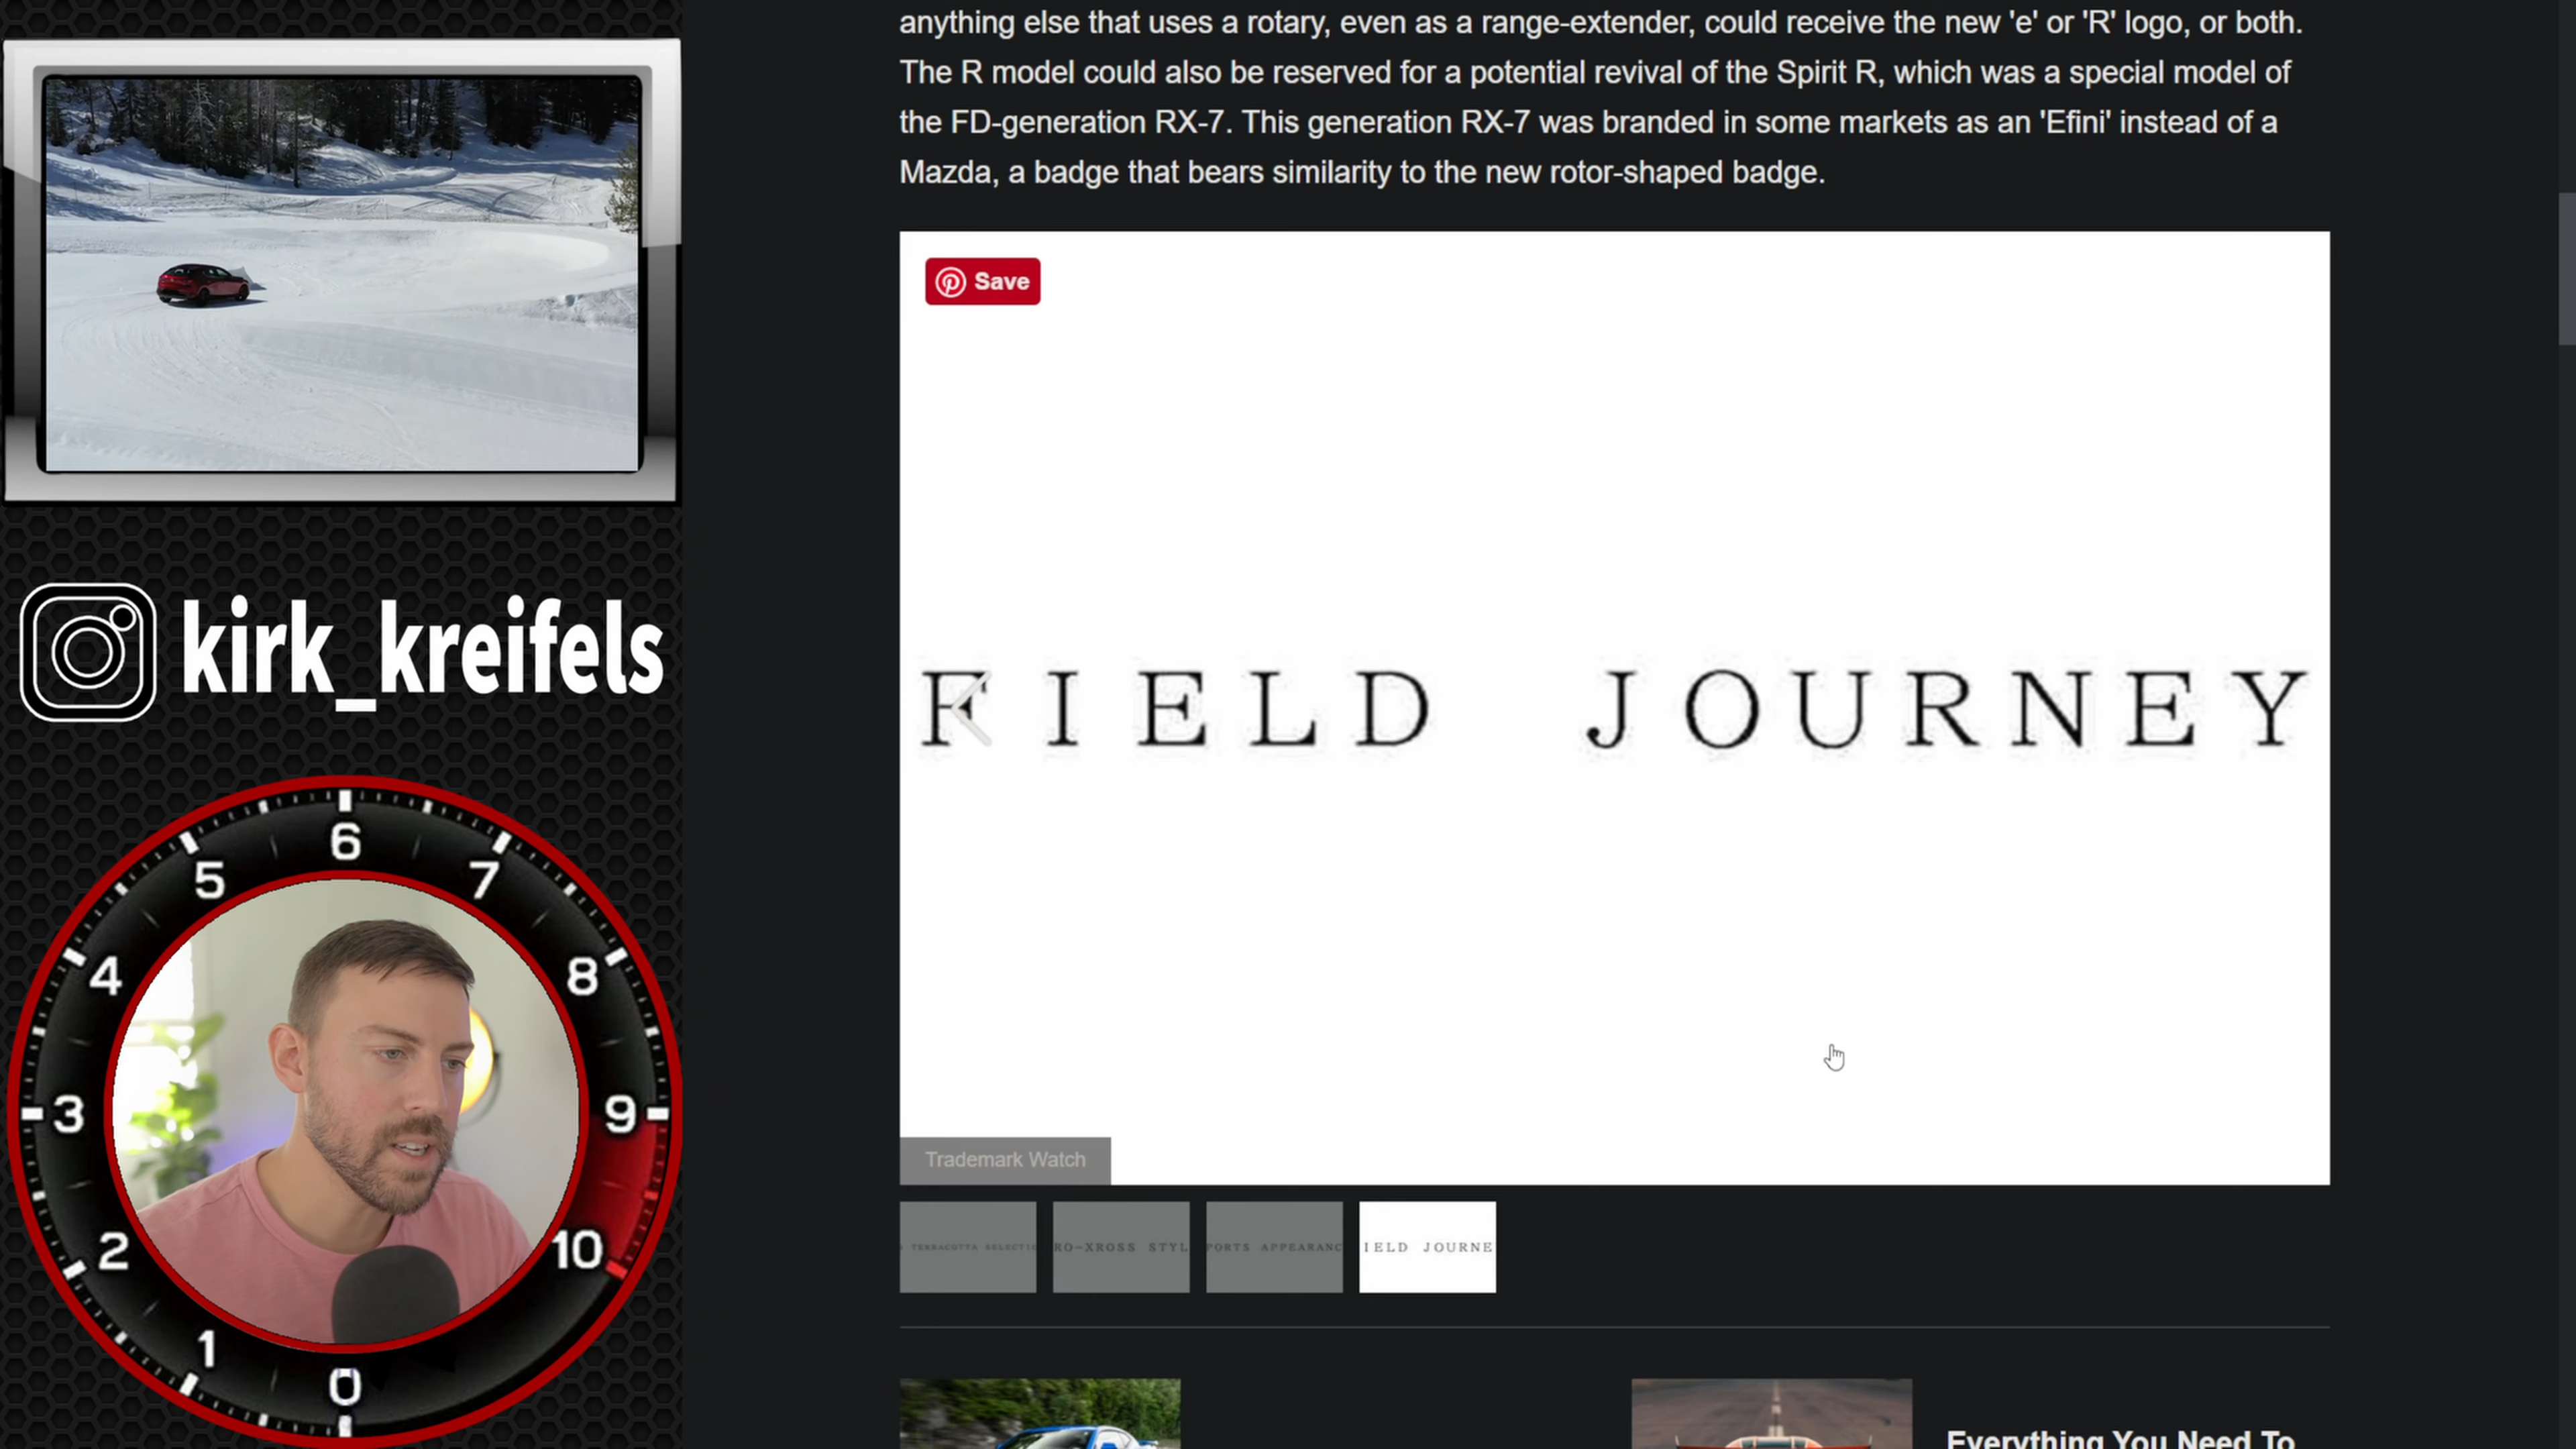 anything else that uses a rotary, even as a range-extender, could receive the new 'e' or 'R' logo, or both.
The R model could also be reserved for a potential revival of the Spirit R, which was a special model of
the FD-generation RX-7. This generation RX-7 was branded in some markets as an 'Efini' instead of a
Mazda, a badge that bears similarity to the new rotor-shaped badge.
Save
FIELD JOURNEY
Trademark Watch
TERRACOTTA SELECTIO
RO-XROSS STYL
PORTS APPEARANC
IELD JOURNE
Everything You Need To
kirk_kreifels
0
1
2
3
4
5
6
7
8
9
10